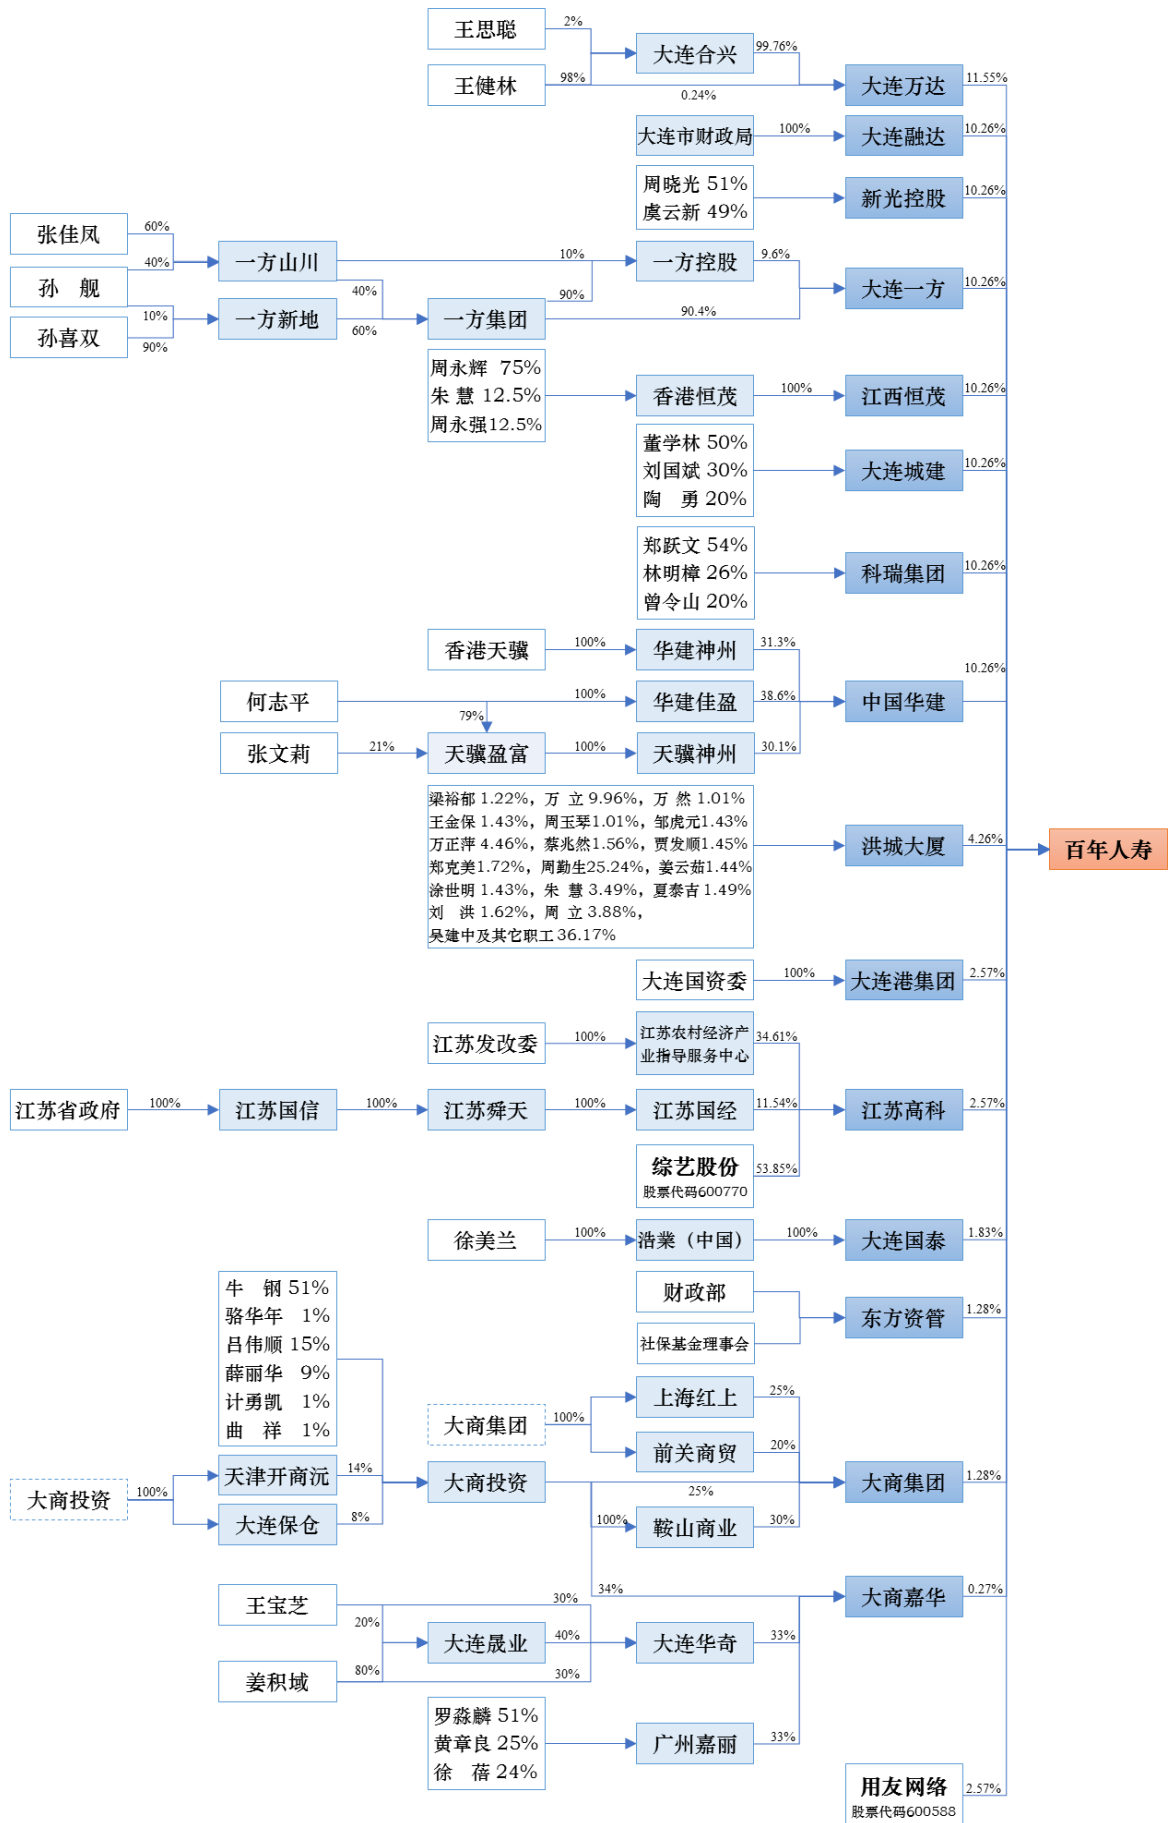 王思聪
2%
大连合兴
99.76%
王健林
98%
0.24%
大连万达
11.55%
大连市财政局
100%
大连融达
10.26%
周晓光 51%
虞云新 49%
新光控股
10.26%
张佳凤
60%
孙 舰
40%
10%
孙喜双
90%
一方山川
40%
一方新地
60%
10%
90%
一方集团
一方控股
9.6%
90.4%
大连一方
10.26%
周永辉 75%
朱 慧 12.5%
周永强12.5%
香港恒茂
100%
江西恒茂
10.26%
董学林 50%
刘国斌 30%
陶 勇 20%
大连城建
10.26%
郑跃文 54%
林明樟 26%
曾令山 20%
科瑞集团
10.26%
香港天骥
100%
华建神州
31.3%
何志平
100%
华建佳盈
38.6%
79%
张文莉
21%
天骥盈富
100%
天骥神州
30.1%
中国华建
10.26%
梁裕郁 1.22%，万 立 9.96%，万 然 1.01%
王金保 1.43%，周玉琴1.01%，邹虎元1.43%
万正萍 4.46%，蔡兆然1.56%，贾发顺1.45%
郑克美1.72%，周勤生25.24%，姜云茹1.44%
涂世明 1.43%，朱 慧 3.49%，夏泰吉 1.49%
刘 洪 1.62%，周 立 3.88%，
吴建中及其它职工 36.17%
洪城大厦
4.26%
百年人寿
大连国资委
100%
大连港集团
2.57%
江苏发改委
100%
江苏农村经济产
业指导服务中心
34.61%
江苏省政府
100%
江苏国信
100%
江苏舜天
100%
江苏国经
11.54%
江苏高科
2.57%
综艺股份
股票代码600770
53.85%
徐美兰
100%
浩業（中国）
100%
大连国泰
1.83%
财政部
社保基金理事会
东方资管
1.28%
牛 钢 51%
骆华年 1%
吕伟顺 15%
薛丽华 9%
计勇凯 1%
曲 祥 1%
大商集团
100%
上海红上
25%
前关商贸
20%
大商投资
100%
天津开商沅
14%
大连保仓
8%
大商投资
25%
大商集团
1.28%
100%
鞍山商业
30%
34%
大商嘉华
0.27%
王宝芝
30%
20%
大连晟业
40%
大连华奇
33%
姜积域
80%
30%
罗淼麟 51%
黄章良 25%
徐 蓓 24%
广州嘉丽
33%
用友网络
股票代码600588
2.57%